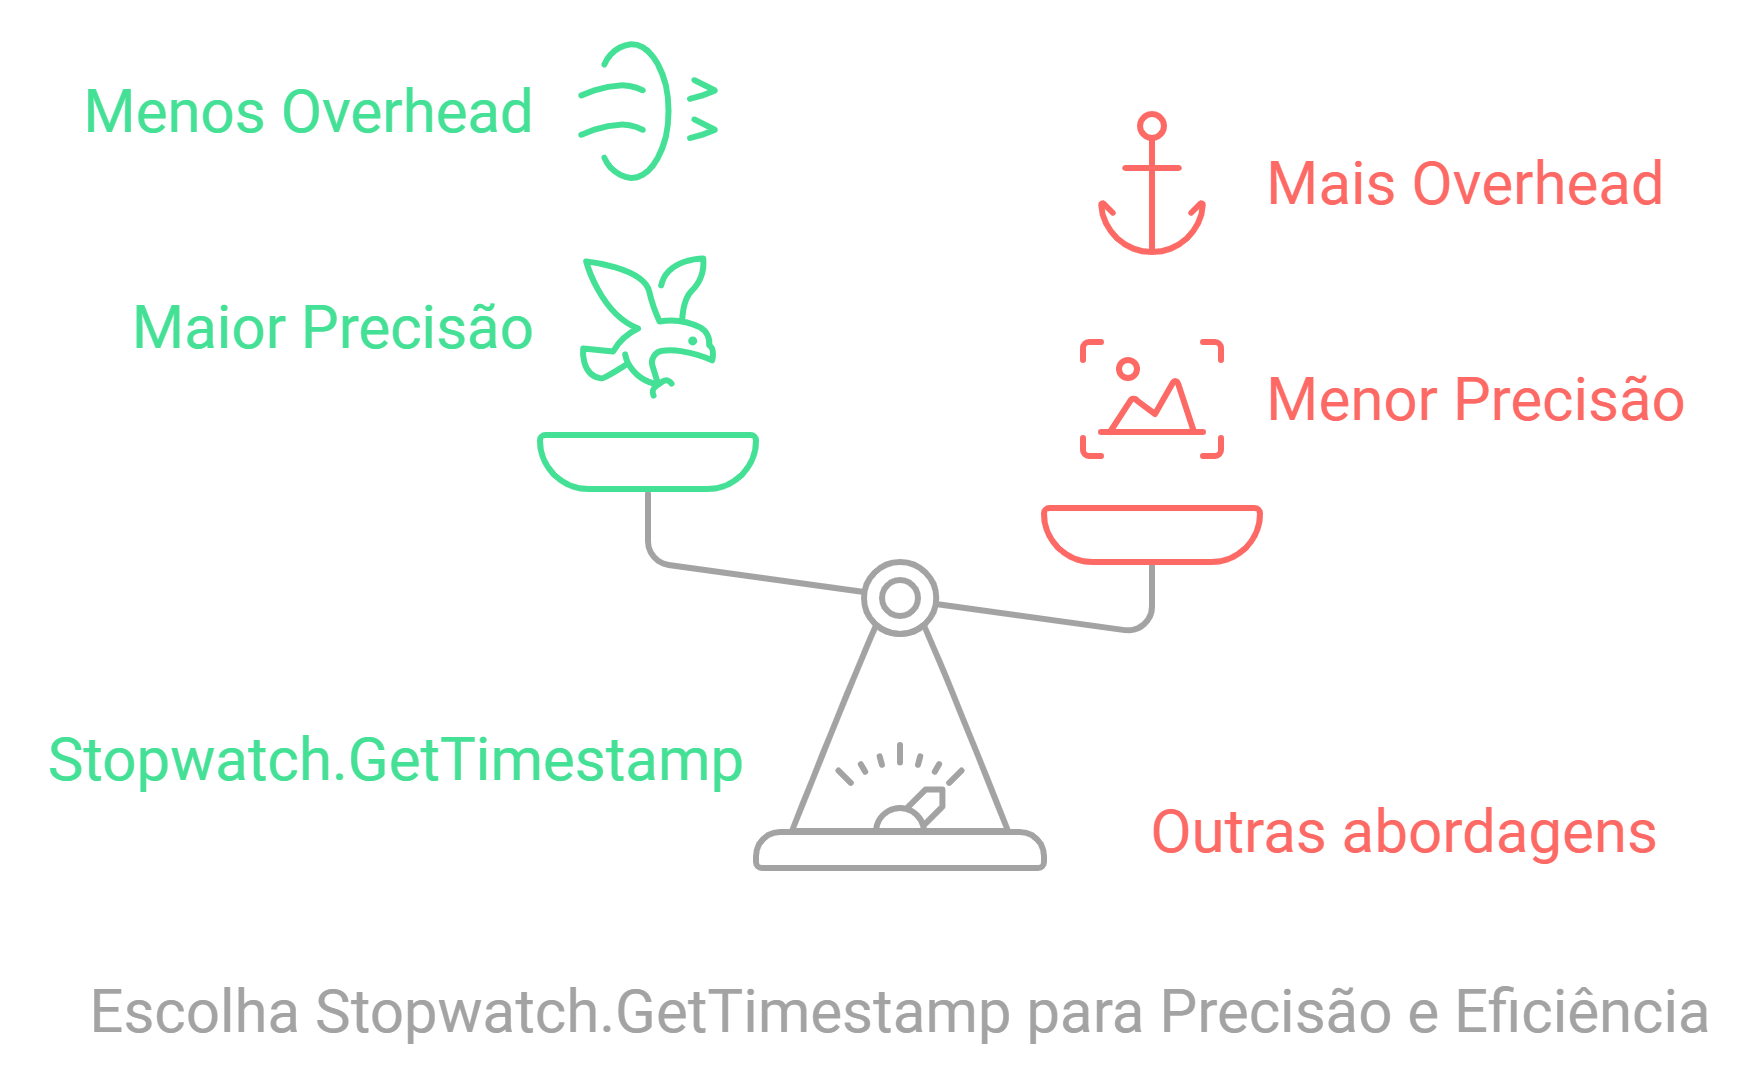 Menos Overhead
Maior Precisão
Mais Overhead
Menor Precisão
Stopwatch.GetTimestamp
Outras abordagens
Escolha Stopwatch.GetTimestamp para Precisão e Eficiência